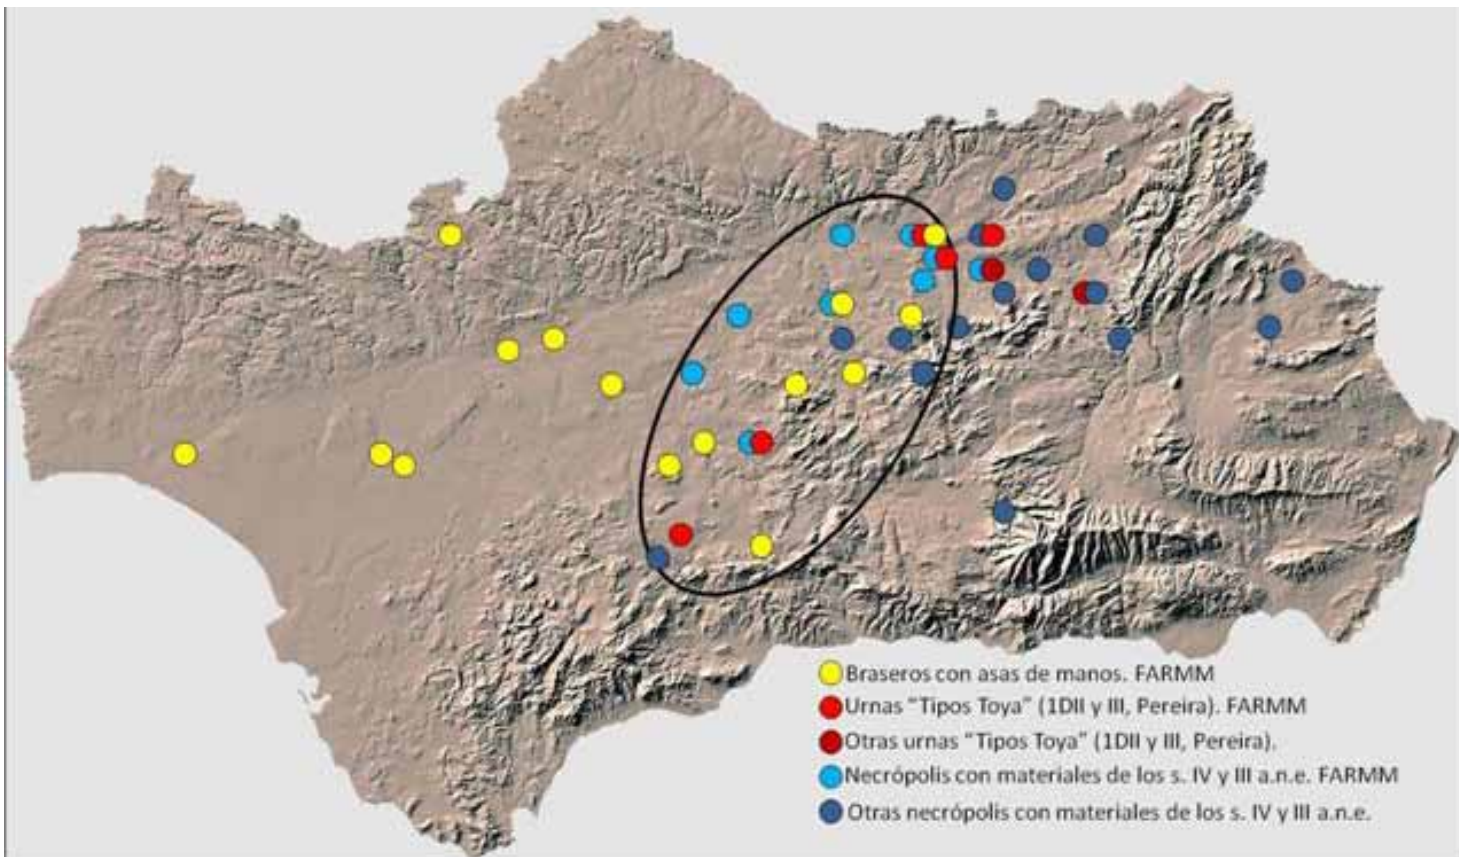 Braseros con asas de manos. FARMM
Urnas "Tipos Toya" (1DII y III, Pereira). FARMM
Otras urnas "Tipos Toya" (1DII y III, Pereira).
Necrópolis con materiales de los s. IV y III a.n.e. FARMM
Otras necrópolis con materiales de los s. IV y III a.n.e.